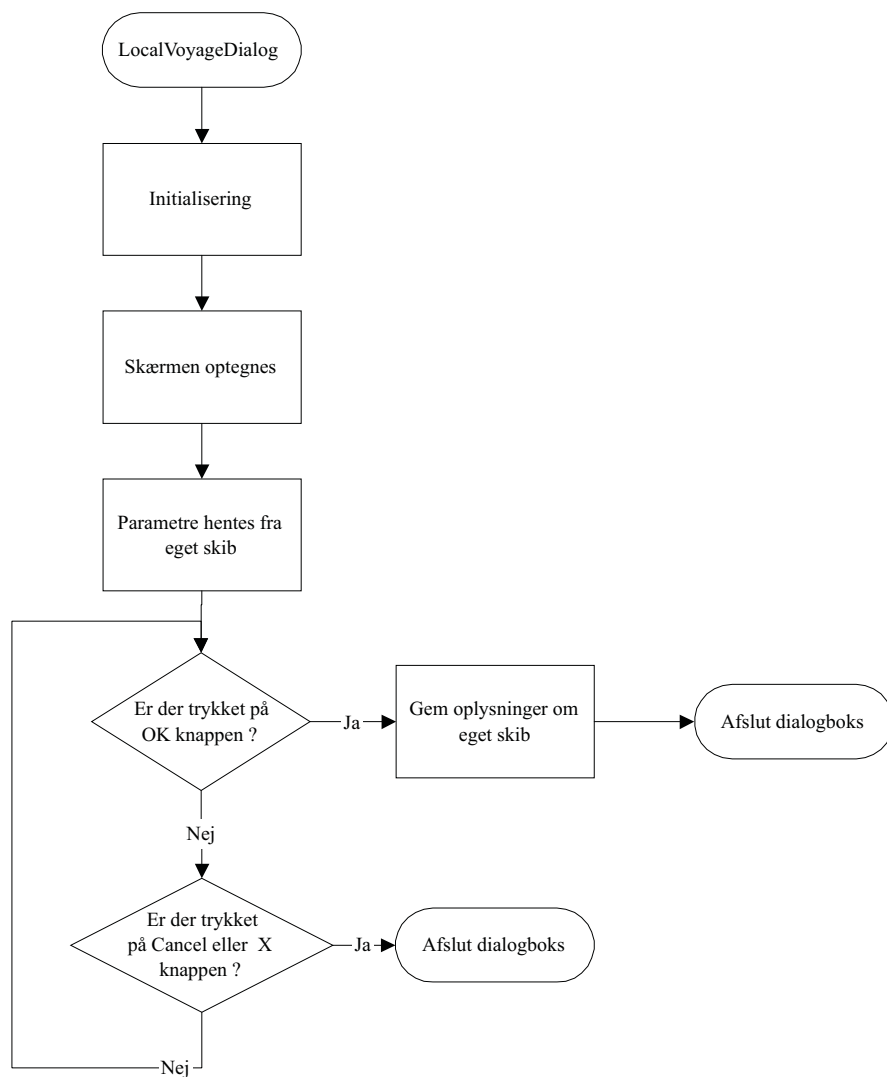 LocalVoyageDialog
Initialisering
Skærmen optegnes
Parametre hentes fra
eget skib
Er der trykket på
OK knappen ?
Ja
Gem oplysninger om
eget skib
Afslut dialogboks
Nej
Er der trykket
på Cancel eller X
knappen ?
Ja
Afslut dialogboks
Nej